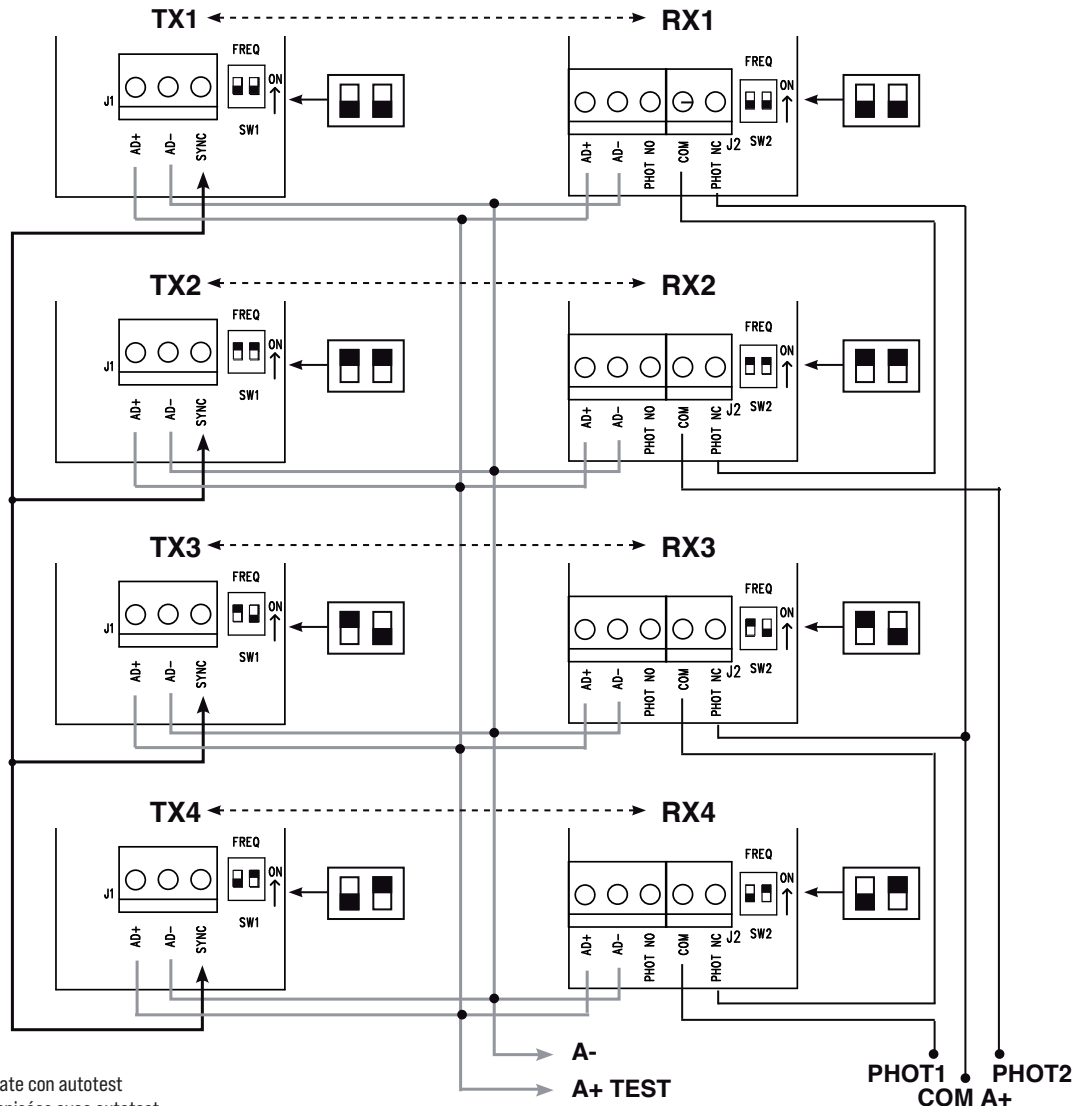 TX1 RX1
FREQ
ON
J1
SW1
AD+ AD- SYNC
FREQ
ON
J2 SW2
AD+ AD- PHOT NO COM PHOT NC
TX2 RX2
FREQ
ON
J1
SW1
AD+ AD- SYNC
FREQ
ON
J2 SW2
AD+ AD- PHOT NO COM PHOT NC
TX3 RX3
FREQ
ON
J1
SW1
AD+ AD- SYNC
FREQ
ON
J2 SW2
AD+ AD- PHOT NO COM PHOT NC
TX4 RX4
FREQ
ON
J1
SW1
AD+ AD- SYNC
FREQ
ON
J2 SW2
AD+ AD- PHOT NO COM PHOT NC
A-
A+ TEST
PHOT1 PHOT2
COM A+
ate con autotest
avec autotest